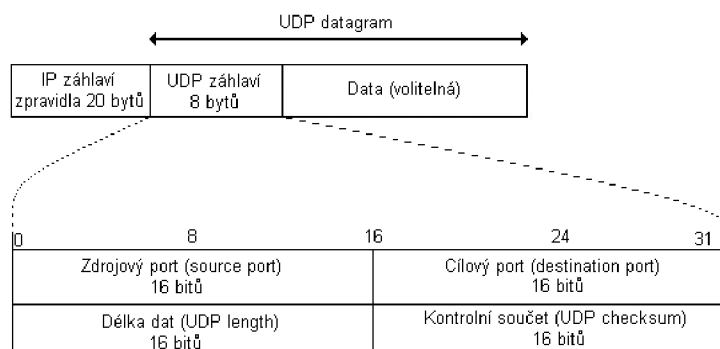 UDP datagram
IP záhlaví
zpravidla 20 bytů
UDP záhlaví
8 bytů
Data (volitelná)
0 8 16 24 31
Zdrojový port (source port)
16 bitů
Cílový port (destination port)
16 bitů
Délka dat (UDP length)
16 bitů
Kontrolní součet (UDP checksum)
16 bitů